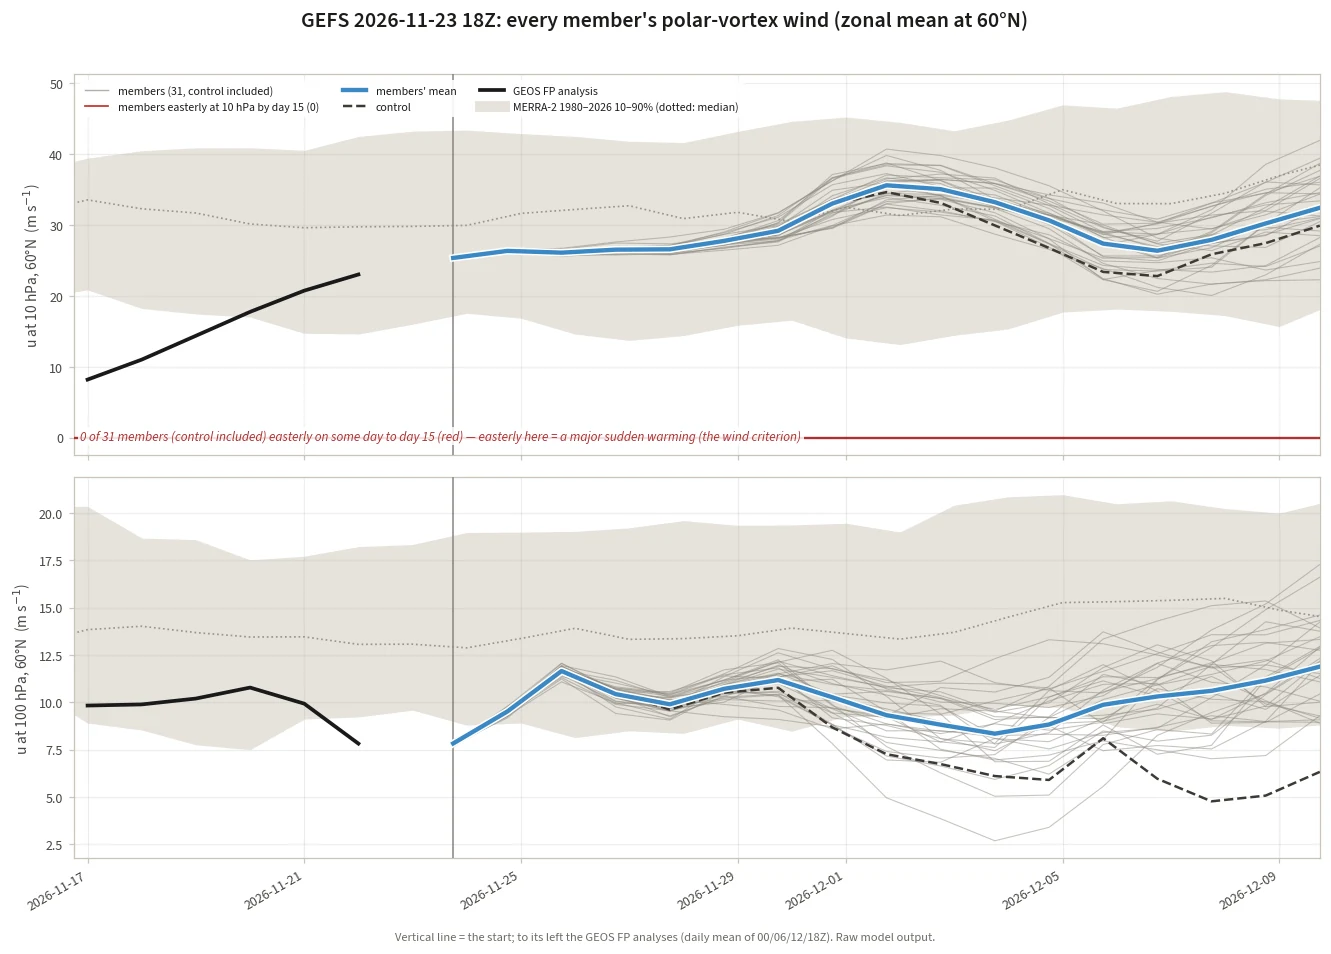 GEFS 2026-11-23 18Z: every member's polar-vortex wind (zonal mean at 60°N)
members (31, control included)
members easterly at 10 hPa by day 15 (0)
members' mean
control
GEOS FP analysis
MERRA-2 1980–2026 10–90% (dotted: median)
u at 10 hPa, 60°N (m s⁻¹)
50
40
30
20
10
0
0 of 31 members (control included) easterly on some day to day 15 (red) — easterly here = a major sudden warming (the wind criterion)
u at 100 hPa, 60°N (m s⁻¹)
20.0
17.5
15.0
12.5
10.0
7.5
5.0
2.5
2026-11-17
2026-11-21
2026-11-25
2026-11-29
2026-12-01
2026-12-05
2026-12-09
Vertical line = the start; to its left the GEOS FP analyses (daily mean of 00/06/12/18Z). Raw model output.